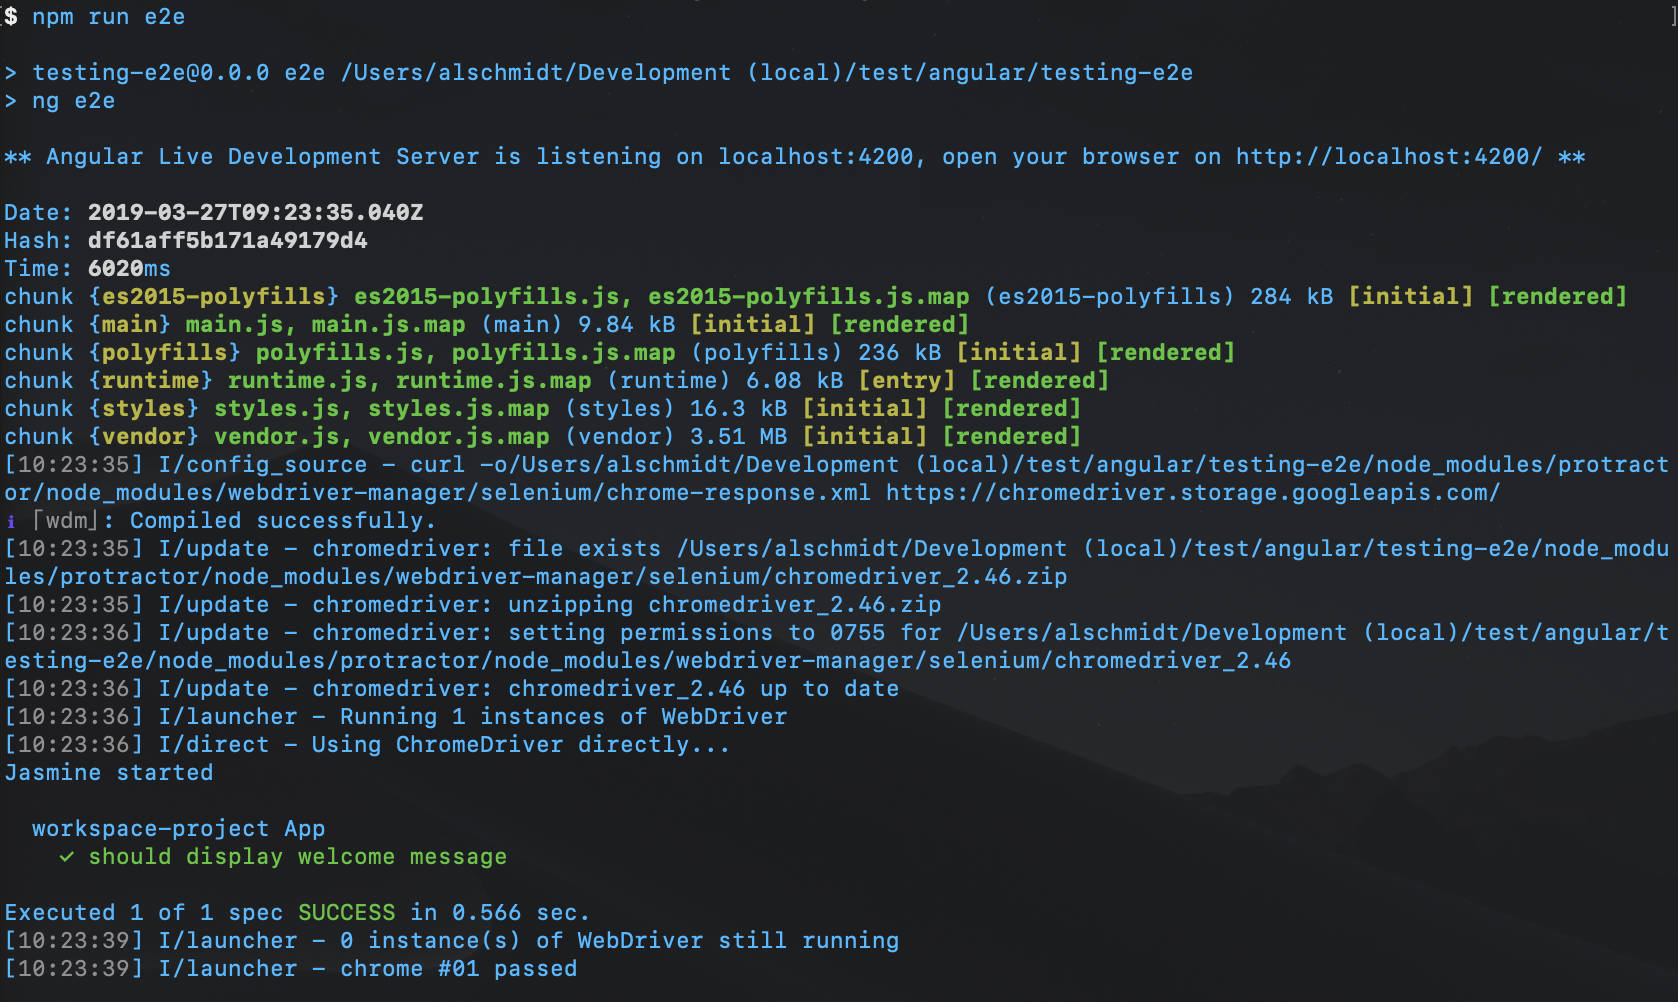 $ npm run e2e
> testing-e2e@0.0.0 e2e /Users/alschmidt/Development (local)/test/angular/testing-e2e
> ng e2e
** Angular Live Development Server is listening on localhost:4200, open your browser on http://localhost:4200/ **
Date: 2019-03-27T09:23:35.040Z
Hash: df61aff5b171a49179d4
Time: 6020ms
chunk {es2015-polyfills} es2015-polyfills.js, es2015-polyfills.js.map (es2015-polyfills) 284 kB [initial] [rendered]
chunk {main} main.js, main.js.map (main) 9.84 kB [initial] [rendered]
chunk {polyfills} polyfills.js, polyfills.js.map (polyfills) 236 kB [initial] [rendered]
chunk {runtime} runtime.js, runtime.js.map (runtime) 6.08 kB [entry] [rendered]
chunk {styles} styles.js, styles.js.map (styles) 16.3 kB [initial] [rendered]
chunk {vendor} vendor.js, vendor.js.map (vendor) 3.51 MB [initial] [rendered]
[10:23:35] I/config_source - curl -o/Users/alschmidt/Development (local)/test/angular/testing-e2e/node_modules/protract
or/node_modules/webdriver-manager/selenium/chrome-response.xml https://chromedriver.storage.googleapis.com/
ℹ ｢wdm｣: Compiled successfully.
[10:23:35] I/update - chromedriver: file exists /Users/alschmidt/Development (local)/test/angular/testing-e2e/node_modu
les/protractor/node_modules/webdriver-manager/selenium/chromedriver_2.46.zip
[10:23:35] I/update - chromedriver: unzipping chromedriver_2.46.zip
[10:23:36] I/update - chromedriver: setting permissions to 0755 for /Users/alschmidt/Development (local)/test/angular/t
esting-e2e/node_modules/protractor/node_modules/webdriver-manager/selenium/chromedriver_2.46
[10:23:36] I/update - chromedriver: chromedriver_2.46 up to date
[10:23:36] I/launcher - Running 1 instances of WebDriver
[10:23:36] I/direct - Using ChromeDriver directly...
Jasmine started
workspace-project App
✓ should display welcome message
Executed 1 of 1 spec SUCCESS in 0.566 sec.
[10:23:39] I/launcher - 0 instance(s) of WebDriver still running
[10:23:39] I/launcher - chrome #01 passed